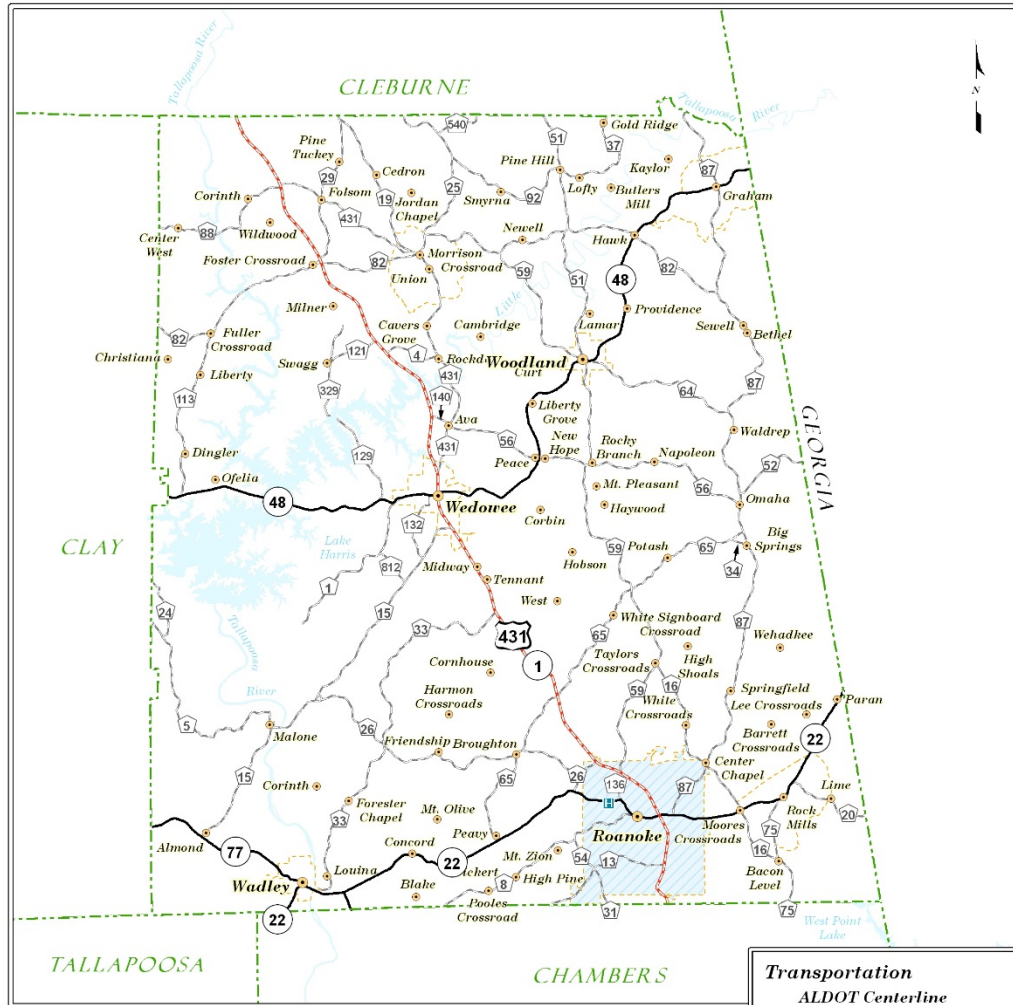 CLEBURNE
Tallapoosa River
Tallapoosa
River
N
540
51
Gold Ridge
37
Pine
Tuckey
Pine Hill
Kaylor
87
29
Cedron
25
Lofty
Butlers
Mill
Graham
Corinth
Folsom
19
Jordan
Chapel
Smyrna
92
431
Center
West
88
Wildwood
Newell
Hawk
Foster Crossroad
82
Morrison
Crossroad
Union
59
51
48
82
Little
Milner
Providence
Cavers
Grove
Cambridge
Lamar
Sewell
Bethel
82
Fuller
Crossroad
Christiana
121
4
Rockd
Woodland
Swagg
Curt
Liberty
431
87
113
329
140
64
Liberty
Grove
Ava
Waldrep
GEORGIA
129
431
56
New
Hope
Rocky
Branch
Napoleon
Dingler
Peace
52
Ofelia
Mt. Pleasant
56
48
Wedowee
Haywood
Omaha
Corbin
132
Big
Springs
CLAY
Lake
Harris
59
Potash
65
812
Midway
Hobson
34
Tennant
1
24
15
West
Tallapoosa
33
White Signboard
Crossroad
87
431
65
Wehadkee
1
Taylors
Crossroads
High
Shoals
Cornhouse
16
River
Harmon
Crossroads
59
White
Crossroads
Springfield
Lee Crossroads
Paran
5
26
Malone
Barrett
Crossroads
22
Friendship
Broughton
Center
Chapel
15
65
26
136
87
Corinth
Lime
Forester
Chapel
Mt. Olive
H
Rock
Mills
20
33
Peavy
Roanoke
Moores
Crossroads
75
Almond
77
Concord
22
54
13
16
Mt. Zion
Bacon
Level
Wadley
Louina
ckert
8
High Pine
Blake
Pooles
Crossroad
31
75
22
West Point
Lake
TALLAPOOSA
CHAMBERS
Transportation
ALDOT Centerline